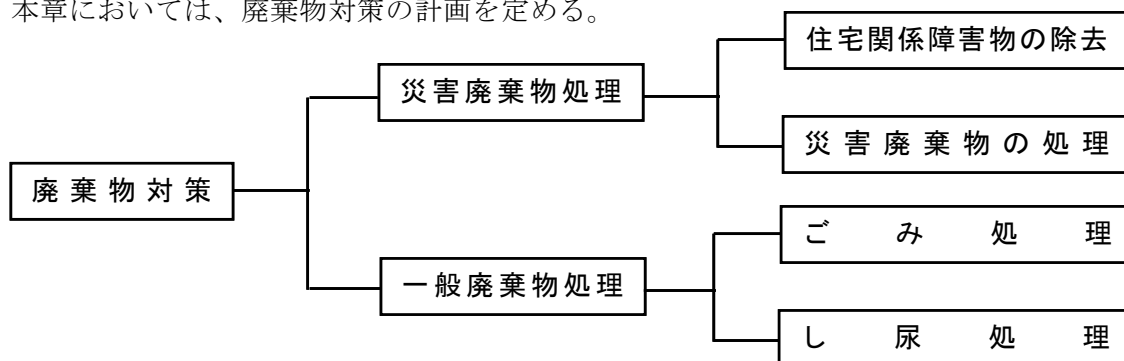 本章においては、廃棄物対策の計画を定める。
住宅関係障害物の除去
災害廃棄物処理
災害廃棄物の処理
廃棄物対策
ごみ処理
一般廃棄物処理
し尿処理